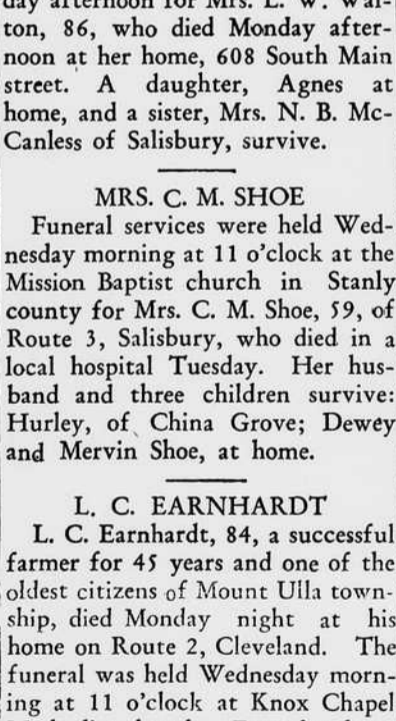 day afternoon for Mrs. L. W. Wal-
ton, 86, who died Monday after-
noon at her home, 608 South Main
street. A daughter, Agnes at
home, and a sister, Mrs. N. B. Mc-
Canless of Salisbury, survive.
MRS. C. M. SHOE
Funeral services were held Wed-
nesday morning at 11 o'clock at the
Mission Baptist church in Stanly
county for Mrs. C. M. Shoe, 59, of
Route 3, Salisbury, who died in a
local hospital Tuesday. Her hus-
band and three children survive:
Hurley, of China Grove; Dewey
and Mervin Shoe, at home.
L. C. EARNHARDT
L. C. Earnhardt, 84, a successful
farmer for 45 years and one of the
oldest citizens of Mount Ulla town-
ship, died Monday night at his
home on Route 2, Cleveland. The
funeral was held Wednesday morn-
ing at 11 o'clock at Knox Chapel